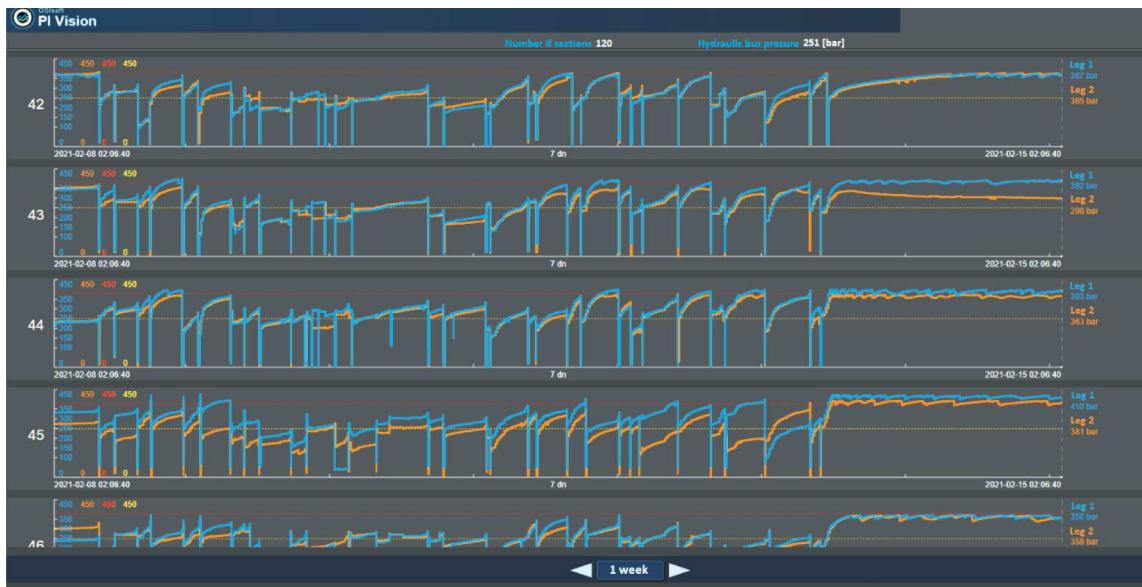 OSIsoft
PI Vision
Number if sections 120 Hydraulic bus presure 251 [bar]
450 450 450 450
350
300
250
200
150
100
0 0 0 0
42
Leg 1
367 bar
Leg 2
365 bar
2021-02-08 02:06:40 7 dn 2021-02-15 02:06:40
450 450 450 450
350
300
250
200
150
100
0 0 0 0
43
Leg 1
392 bar
Leg 2
298 bar
2021-02-08 02:06:40 7 dn 2021-02-15 02:06:40
450 450 450 450
350
300
250
200
150
100
0 0 0 0
44
Leg 1
393 bar
Leg 2
363 bar
2021-02-08 02:06:40 7 dn 2021-02-15 02:06:40
450 450 450 450
350
300
250
200
150
100
0 0 0 0
45
Leg 1
410 bar
Leg 2
381 bar
2021-02-08 02:06:40 7 dn 2021-02-15 02:06:40
450 450 450 450
350
300
250
46
Leg 1
358 bar
Leg 2
358 bar
1 week